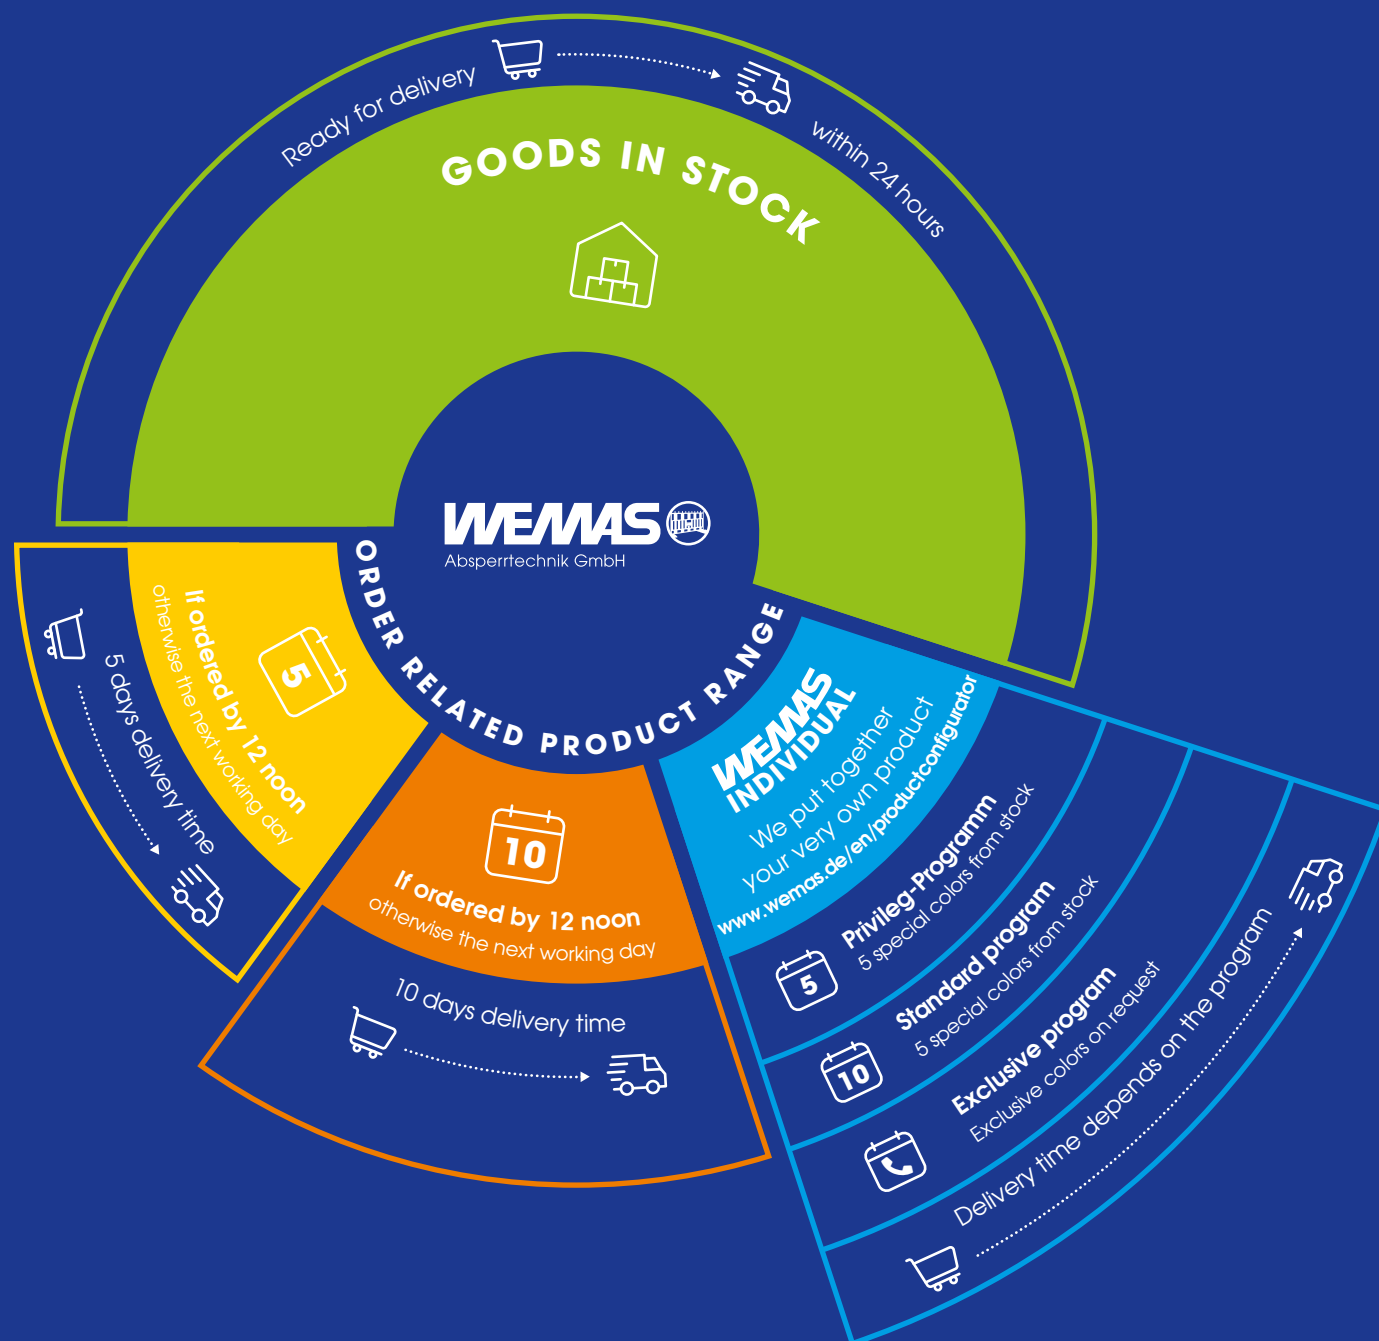 Ready for delivery
within 24 hours
GOODS IN STOCK
WEMAS
Absperrtechnik GmbH
ORDER RELATED PRODUCT RANGE
5
If ordered by 12 noon
otherwise the next working day
5 days delivery time
10
If ordered by 12 noon
otherwise the next working day
10 days delivery time
WEMAS
INDIVIDUAL
We put together
your very own product
www.wemas.de/en/productconfigurator
5
Privileg-Programm
5 special colors from stock
10
Standard program
5 special colors from stock
Exclusive program
Exclusive colors on request
Delivery time depends on the program